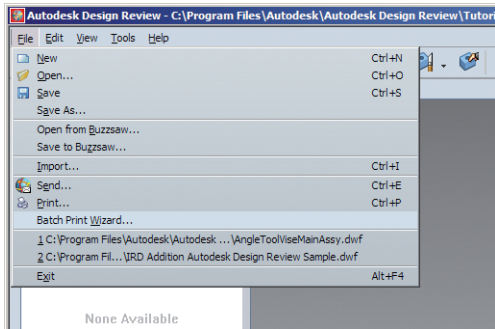 Autodesk Design Review - C:\Program Files\Autodesk\Autodesk Design Review\Tutori
File Edit View Tools Help
New Ctrl+N
Open... Ctrl+O
Save Ctrl+S
Save As...
Open from Buzzsaw...
Save to Buzzsaw...
Import... Ctrl+I
Send... Ctrl+E
Print... Ctrl+P
Batch Print Wizard...
1 C:\Program Files\Autodesk\Autodesk ...\AngleToolViseMainAssy.dwf
2 C:\Program Fil...\IRD Addition Autodesk Design Review Sample.dwf
Exit Alt+F4
None Available